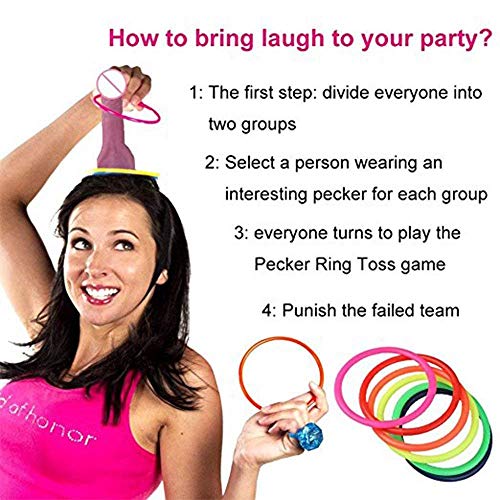 How to bring laugh to your party?
1: The first step: divide everyone into
two groups
2: Select a person wearing an
interesting pecker for each group
3: everyone turns to play the
Pecker Ring Toss game
4: Punish the failed team
d of honor